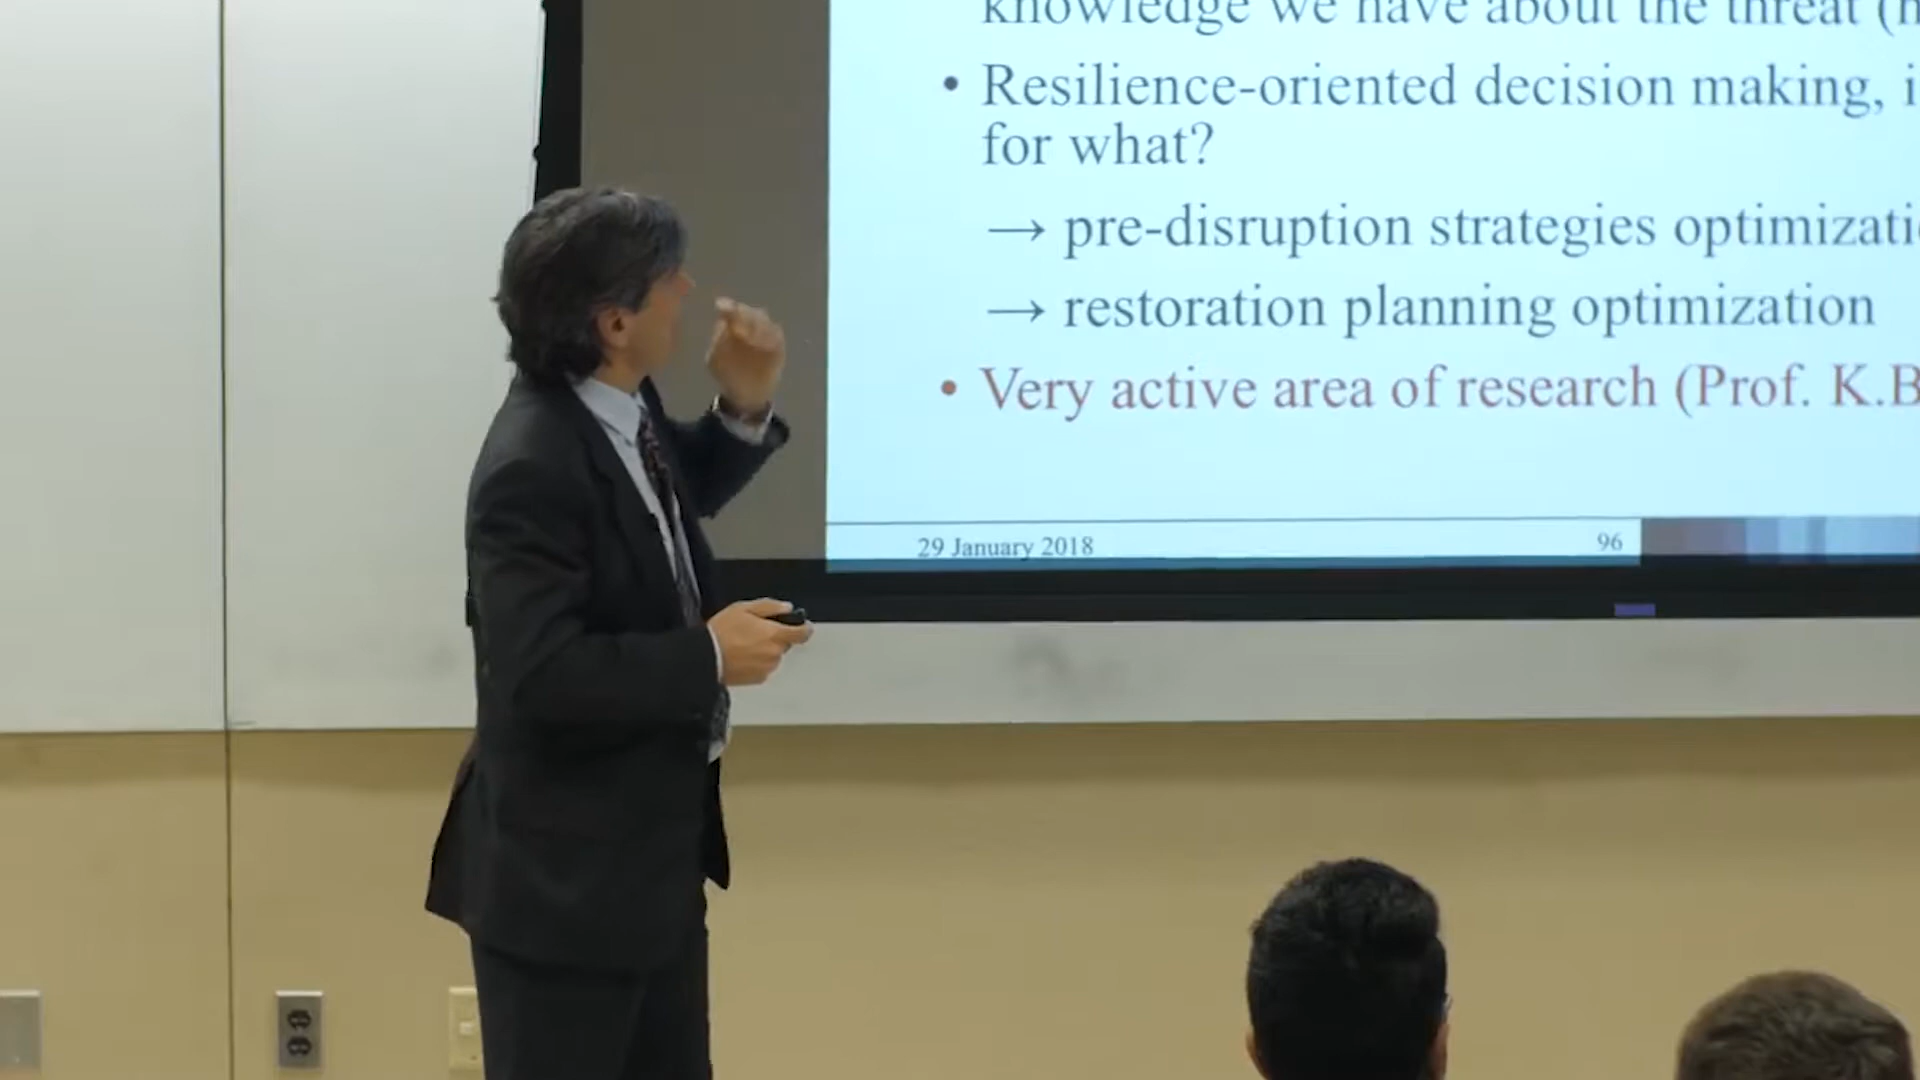 knowledge we have about the threat
• Resilience-oriented decision making,
for what?
→ pre-disruption strategies
→ restoration planning optimization
• Very active area of research (Prof. K.B
29 January 2018
96